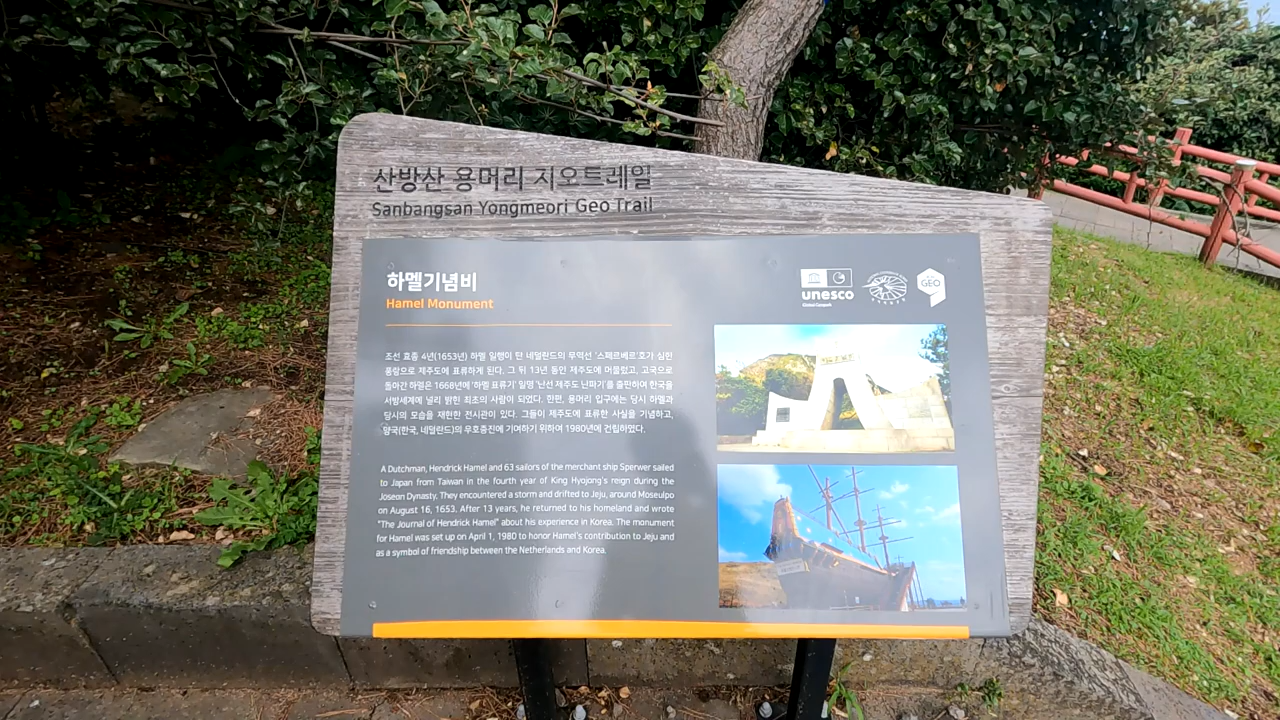 산방산 용머리 지오트레일
Sanbangsan Yongmeori Geo Trail
하멜기념비
Hamel Monument
unesco
Global Geopark
GEO
조선 효종 4년(1653년) 하멜 일행이 탄 네덜란드의 무역선 '스페르베르'호가 심한
풍랑으로 제주도에 표류하게 된다. 그 뒤 13년 동안 제주도에 머물렀고, 고국으로
돌아간 하멜은 1668년에 '하멜 표류기' 일명 '난선 제주도 난파기'를 출판하여 한국을
서방세계에 널리 밝힌 최초의 사람이 되었다. 한편, 용머리 입구에는 당시 하멜과
당시의 모습을 재현한 전시관이 있다. 그들이 제주도에 표류한 사실을 기념하고,
양국(한국, 네덜란드)의 우호증진에 기여하기 위하여 1980년에 건립하였다.
A Dutchman, Hendrick Hamel and 63 sailors of the merchant ship Sperwer sailed
to Japan from Taiwan in the fourth year of King Hyojong's reign during the
Joseon Dynasty. They encountered a storm and drifted to Jeju, around Moseulpo
on August 16, 1653. After 13 years, he returned to his homeland and wrote
"The Journal of Hendrick Hamel" about his experience in Korea. The monument
for Hamel was set up on April 1, 1980 to honor Hamel's contribution to Jeju and
as a symbol of friendship between the Netherlands and Korea.